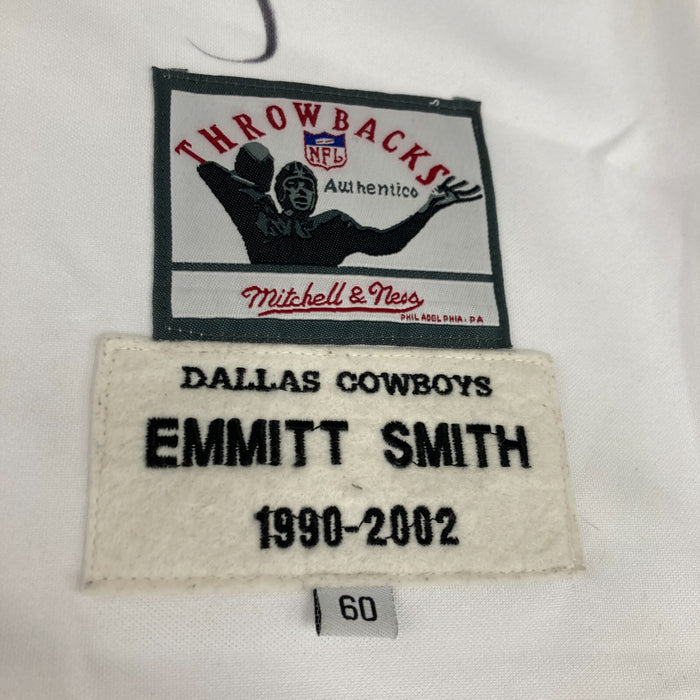 THROWBACKS
NFL
Authentico
Mitchell & Ness
PHILADELPHIA. PA
DALLAS COWBOYS
EMMITT SMITH
1990-2002
60